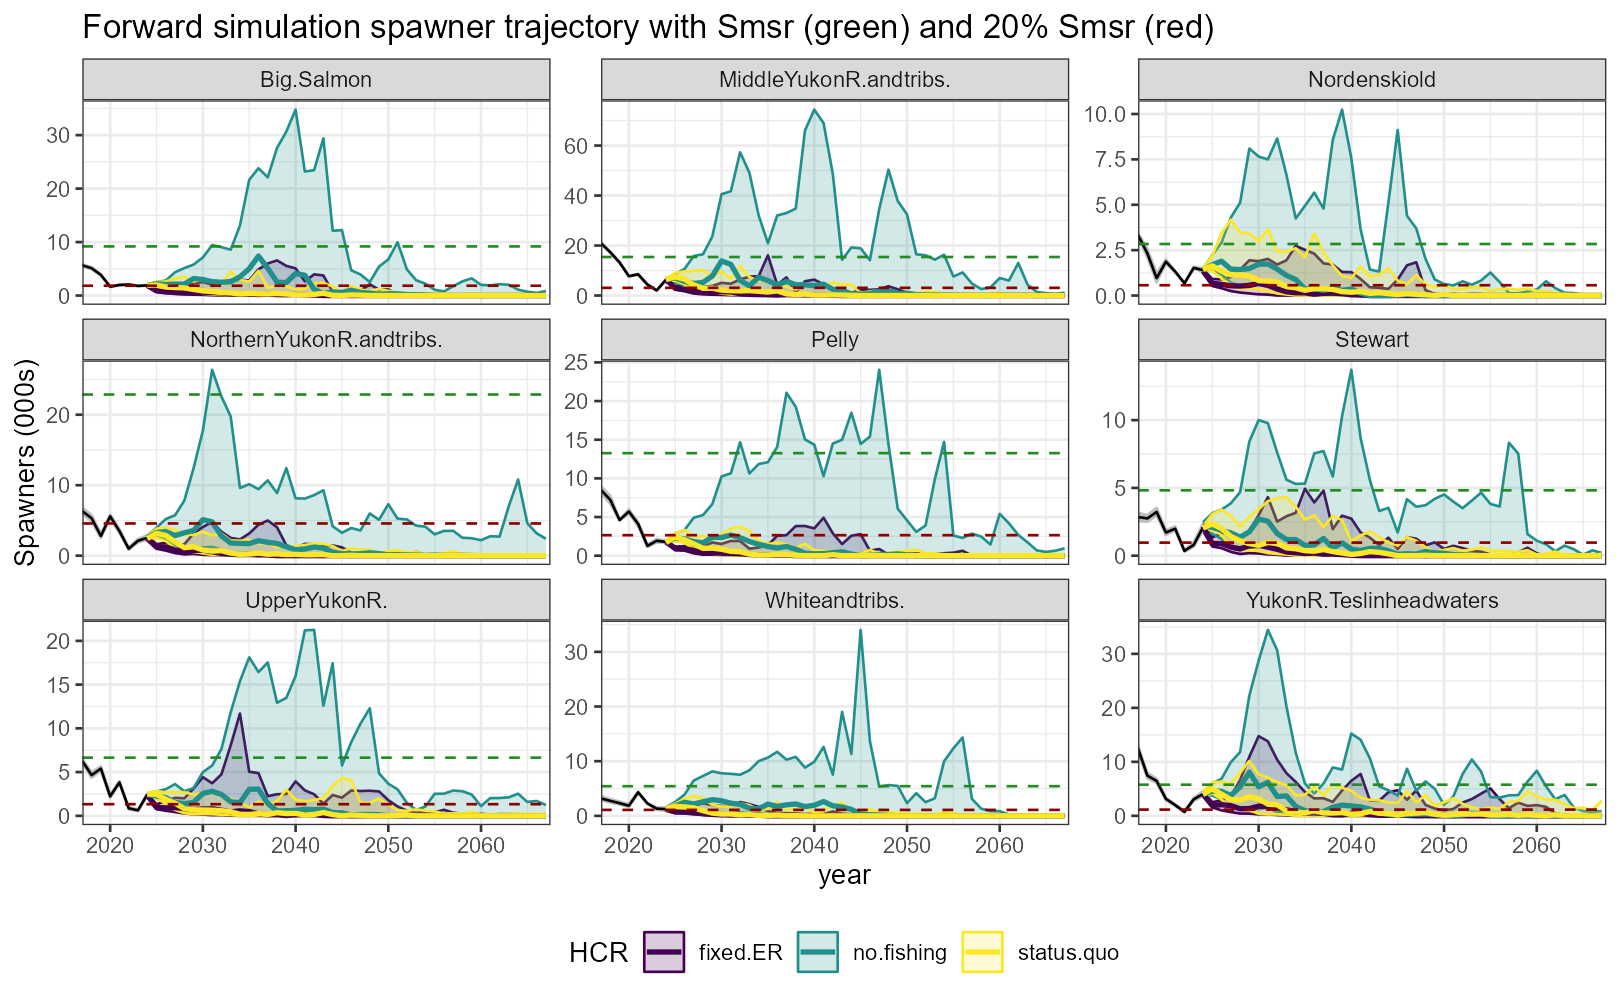 Forward simulation spawner trajectory with Smsr (green) and 20% Smsr (red)
Big.Salmon
MiddleYukonR.andtribs.
Nordenskiold
30
20
10
0
60
40
20
0
10.0
7.5
5.0
2.5
0.0
NorthernYukonR.andtribs.
Pelly
Stewart
20
10
0
25
20
15
10
5
0
10
5
0
UpperYukonR.
Whiteandtribs.
YukonR.Teslinheadwaters
20
15
10
5
0
30
20
10
0
30
20
10
0
2020 2030 2040 2050 2060
2020 2030 2040 2050 2060
2020 2030 2040 2050 2060
Spawners (000s)
year
HCR fixed.ER no.fishing status.quo